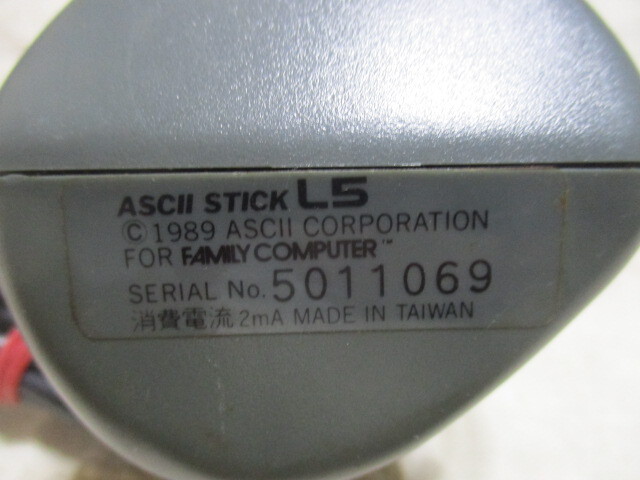 ASCII STICK L5
©1989 ASCII CORPORATION
FOR FAMILY COMPUTER™
SERIAL No. 5011069
消費電流 2mA MADE IN TAIWAN